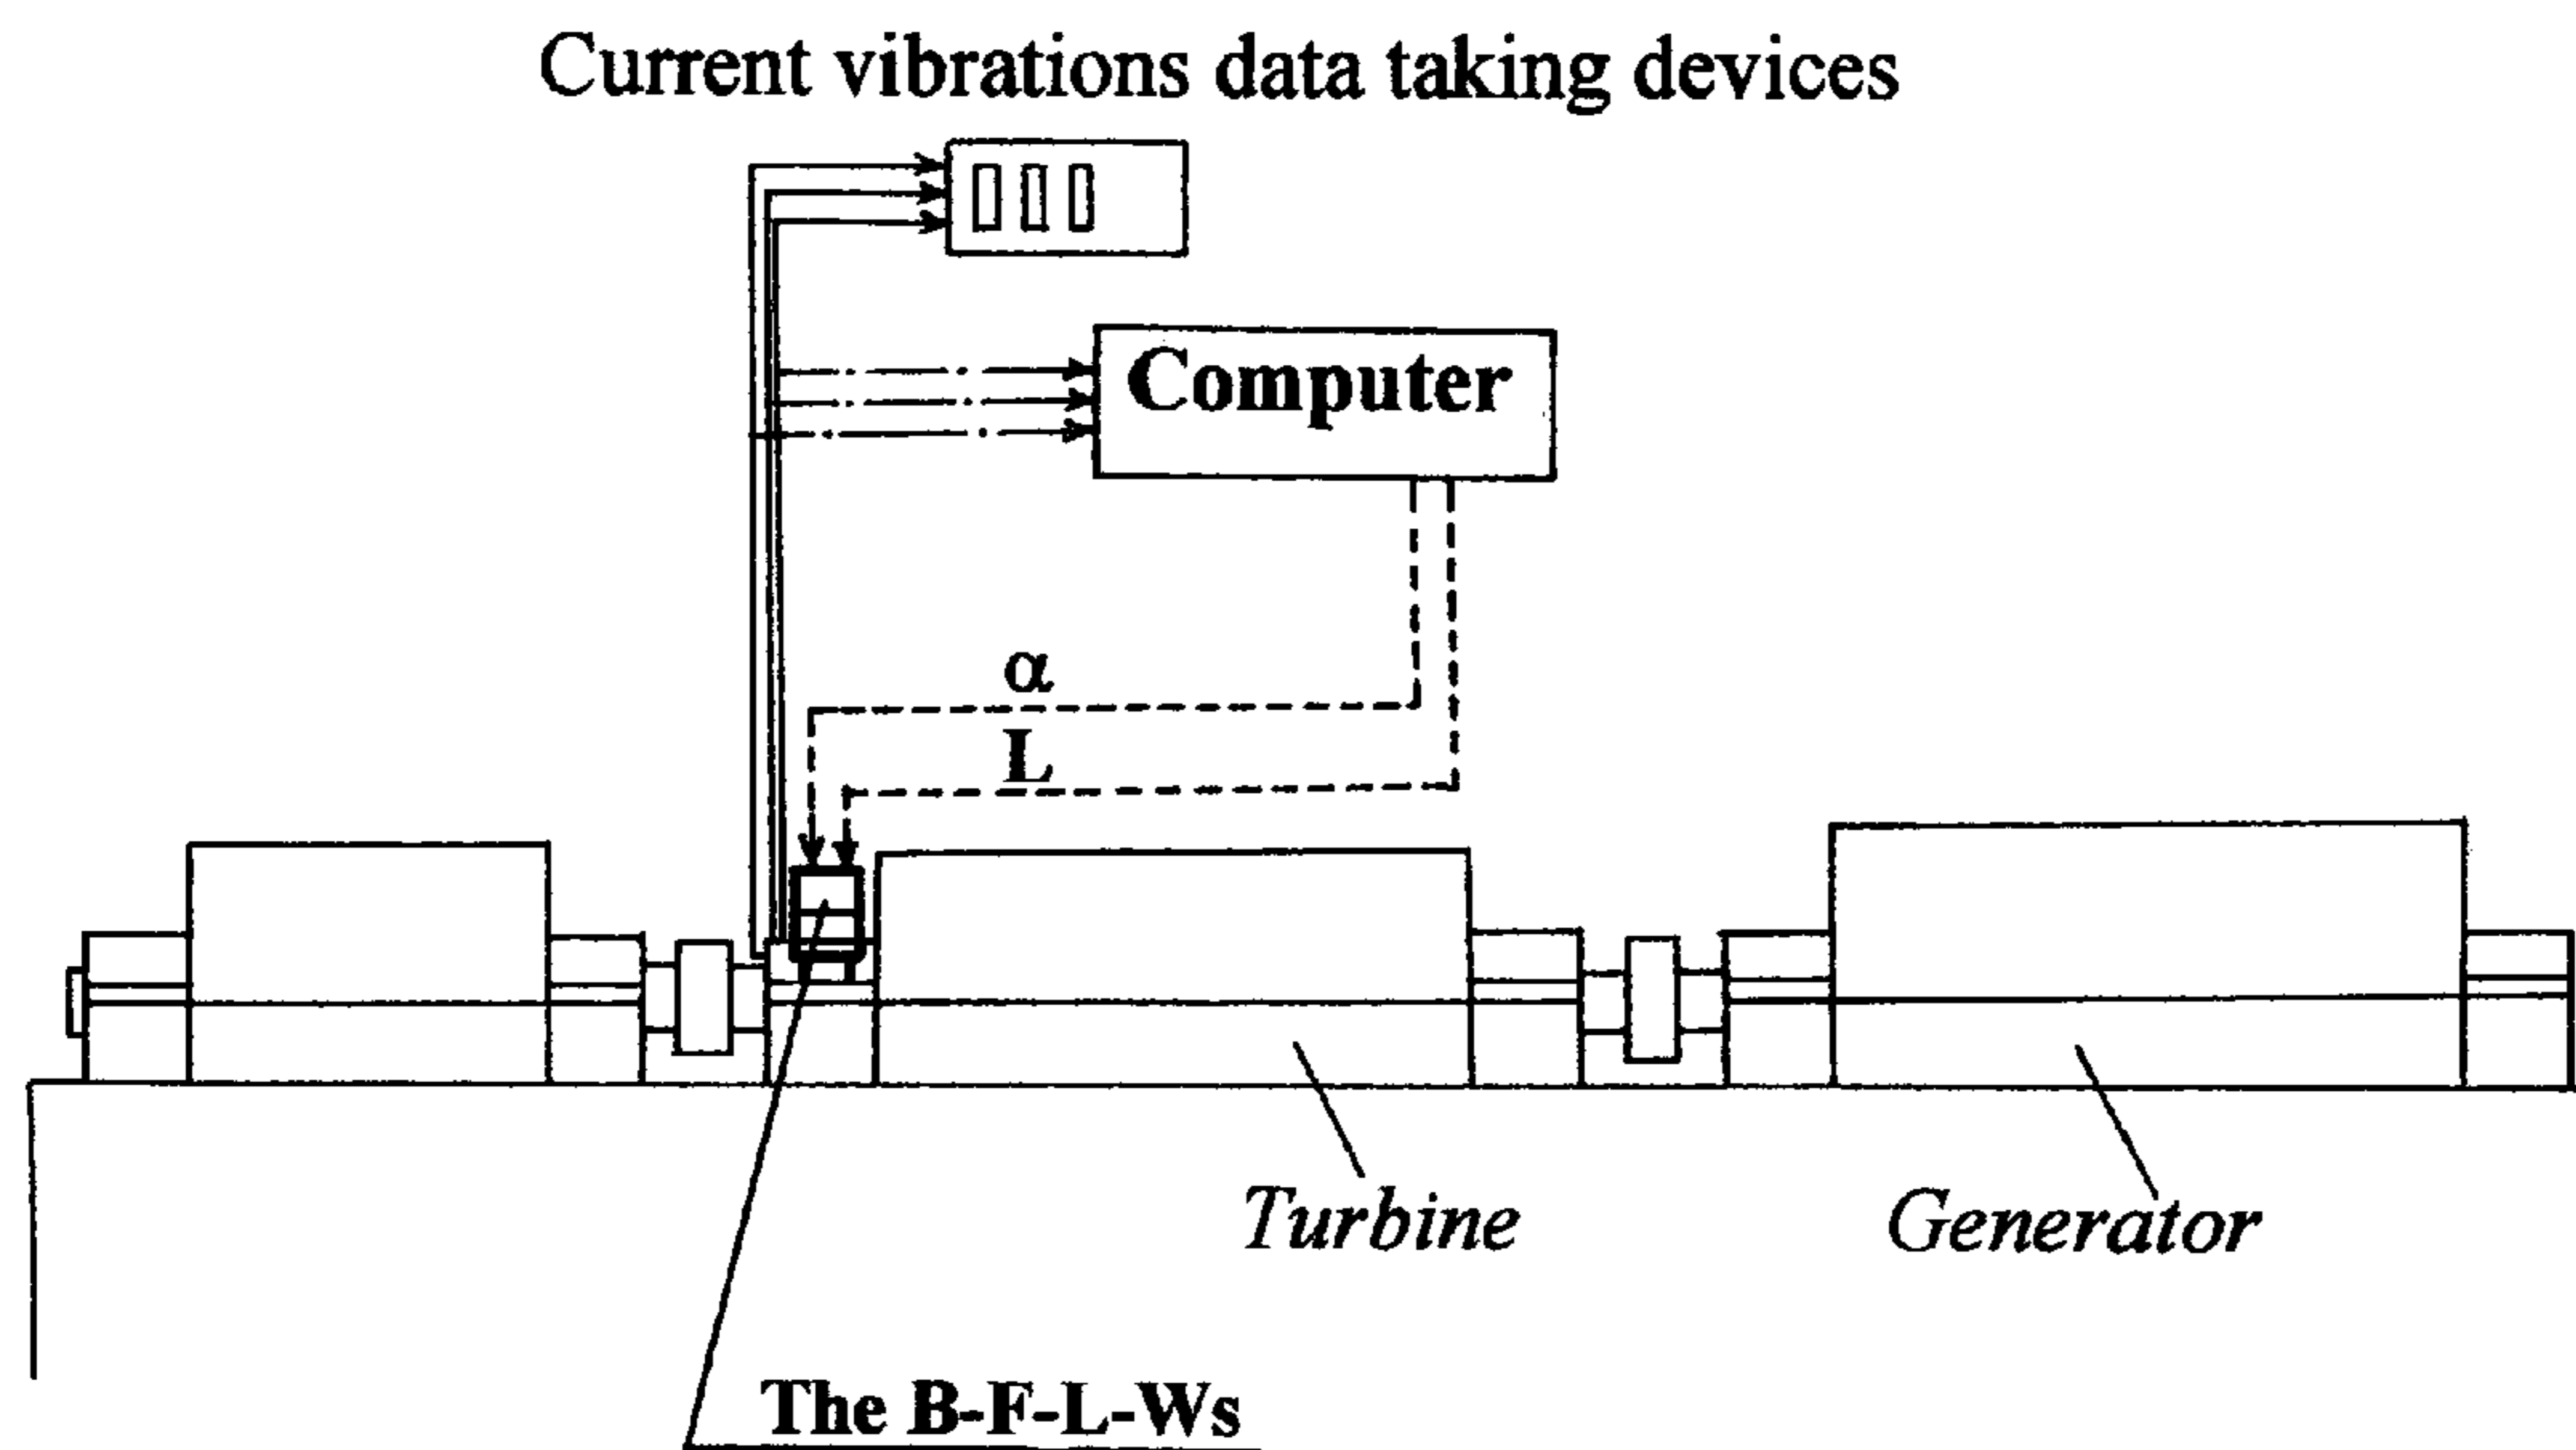 Current vibrations data taking devices
Computer
α
L
Turbine
Generator
The B-F-L-Ws